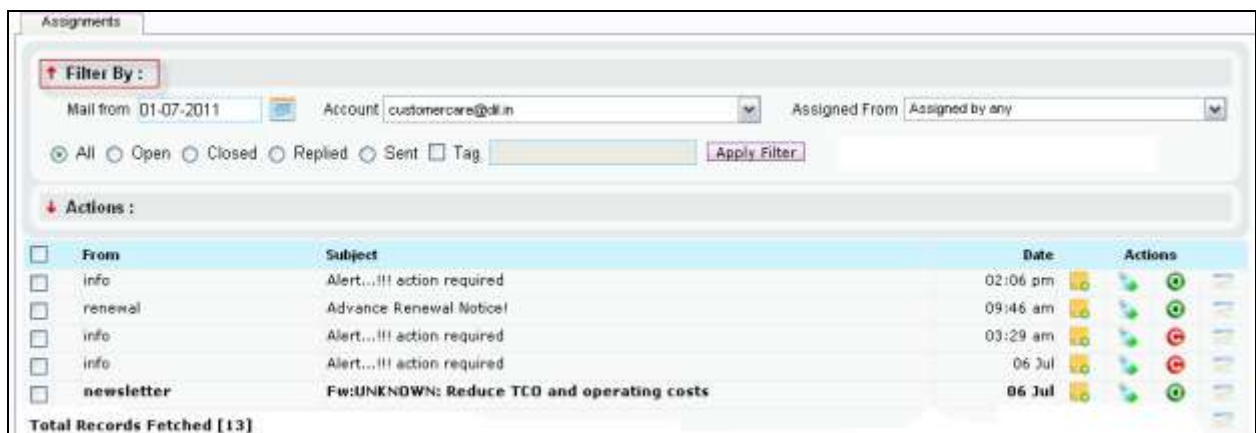 Assignments
Filter By :
Mail from 01-07-2011 Account customercare@dil.in Assigned From Assigned by any
All Open Closed Replied Sent Tag Apply Filter
Actions :
From Subject Date Actions
info Alert...!!! action required 02:06 pm
renewal Advance Renewal Notice! 09:46 am
info Alert...!!! action required 03:29 am
info Alert...!!! action required 06 Jul
newsletter Fw:UNKNOWN: Reduce TCO and operating costs 06 Jul
Total Records Fetched [13]